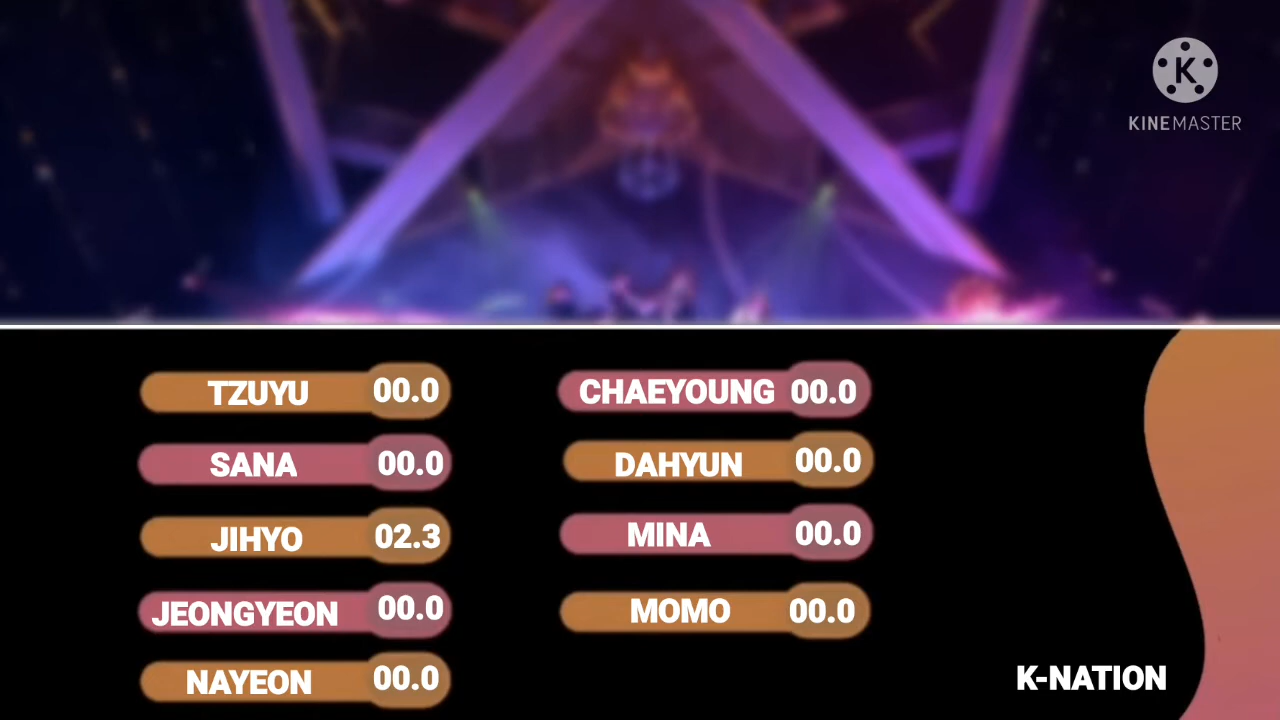 K
KINEMASTER
TZUYU 00.0
SANA 00.0
JIHYO 02.3
JEONGYEON 00.0
NAYEON 00.0
CHAEYOUNG 00.0
DAHYUN 00.0
MINA 00.0
MOMO 00.0
K-NATION